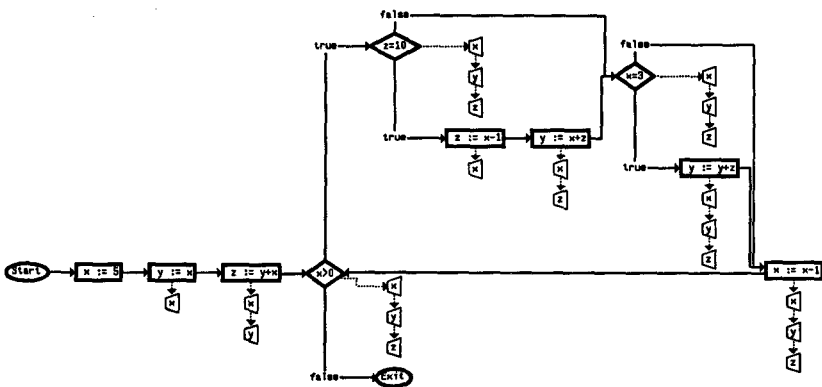 false
true
z=10
x
y
z
true
z := x-1
x
y := x+z
x
z
false
x=3
x
y
z
true
y := y+z
x
y
z
Start
x := 5
y := x
x
z := y+x
x
y
x>0
x
y
z
x := x-1
x
y
z
false
Exit